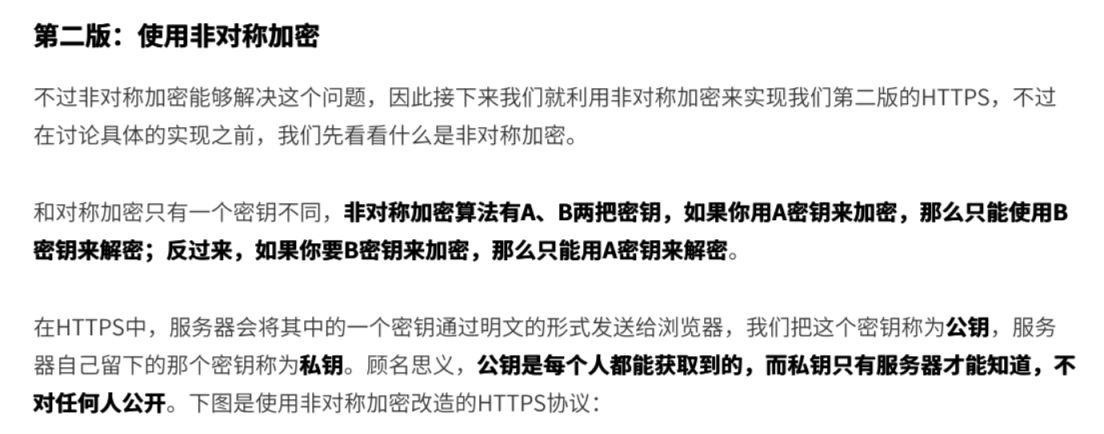 第二版：使用非对称加密
不过非对称加密能够解决这个问题，因此接下来我们就利用非对称加密来实现我们第二版的HTTPS，不过
在讨论具体的实现之前，我们先看看什么是非对称加密。
和对称加密只有一个密钥不同，非对称加密算法有A、B两把密钥，如果你用A密钥来加密，那么只能使用B
密钥来解密；反过来，如果你要B密钥来加密，那么只能用A密钥来解密。
在HTTPS中，服务器会将其中的一个密钥通过明文的形式发送给浏览器，我们把这个密钥称为公钥，服务
器自己留下的那个密钥称为私钥。顾名思义，公钥是每个人都能获取到的，而私钥只有服务器才能知道，不
对任何人公开。下图是使用非对称加密改造的HTTPS协议：